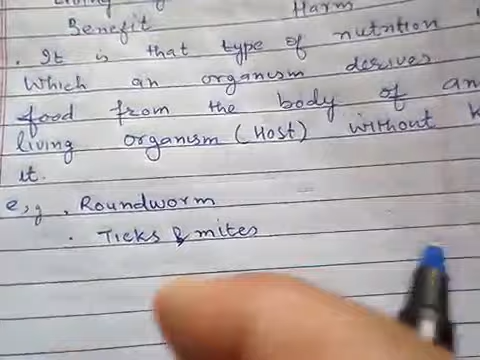 Harm
Benefit
. It is that type of nutrition
which an organism derives
food from the body of an
living organism (Host) without
it.
e.g. Roundworm
. Ticks & mites